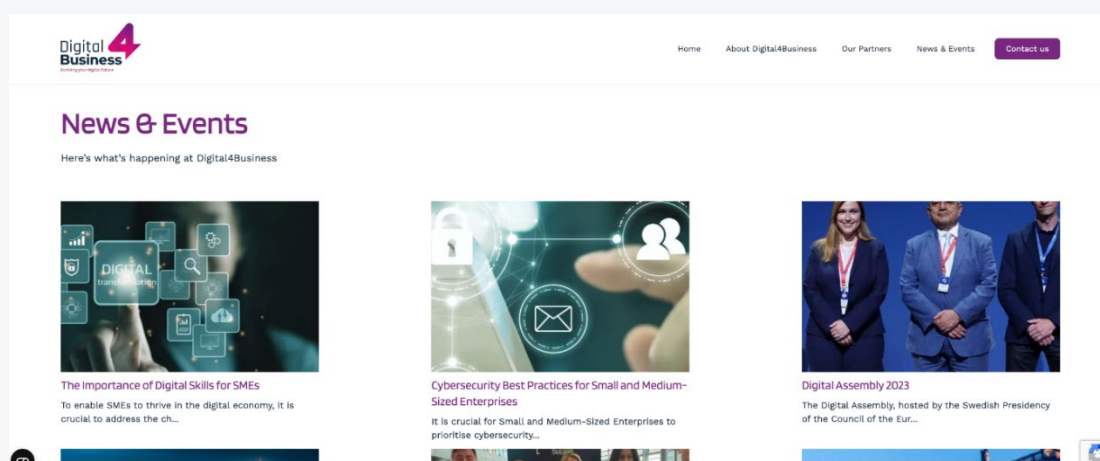 Digital 4
Business
Home About Digital4Business Our Partners News & Events Contact us
News & Events
Here's what's happening at Digital4Business
DIGITAL
transformation
The Importance of Digital Skills for SMEs
To enable SMEs to thrive in the digital economy, it is
crucial to address the ch...
Cybersecurity Best Practices for Small and Medium-
Sized Enterprises
It is crucial for Small and Medium-Sized Enterprises to
prioritise cybersecurity...
Digital Assembly 2023
The Digital Assembly, hosted by the Swedish Presidency
of the Council of the Eur...